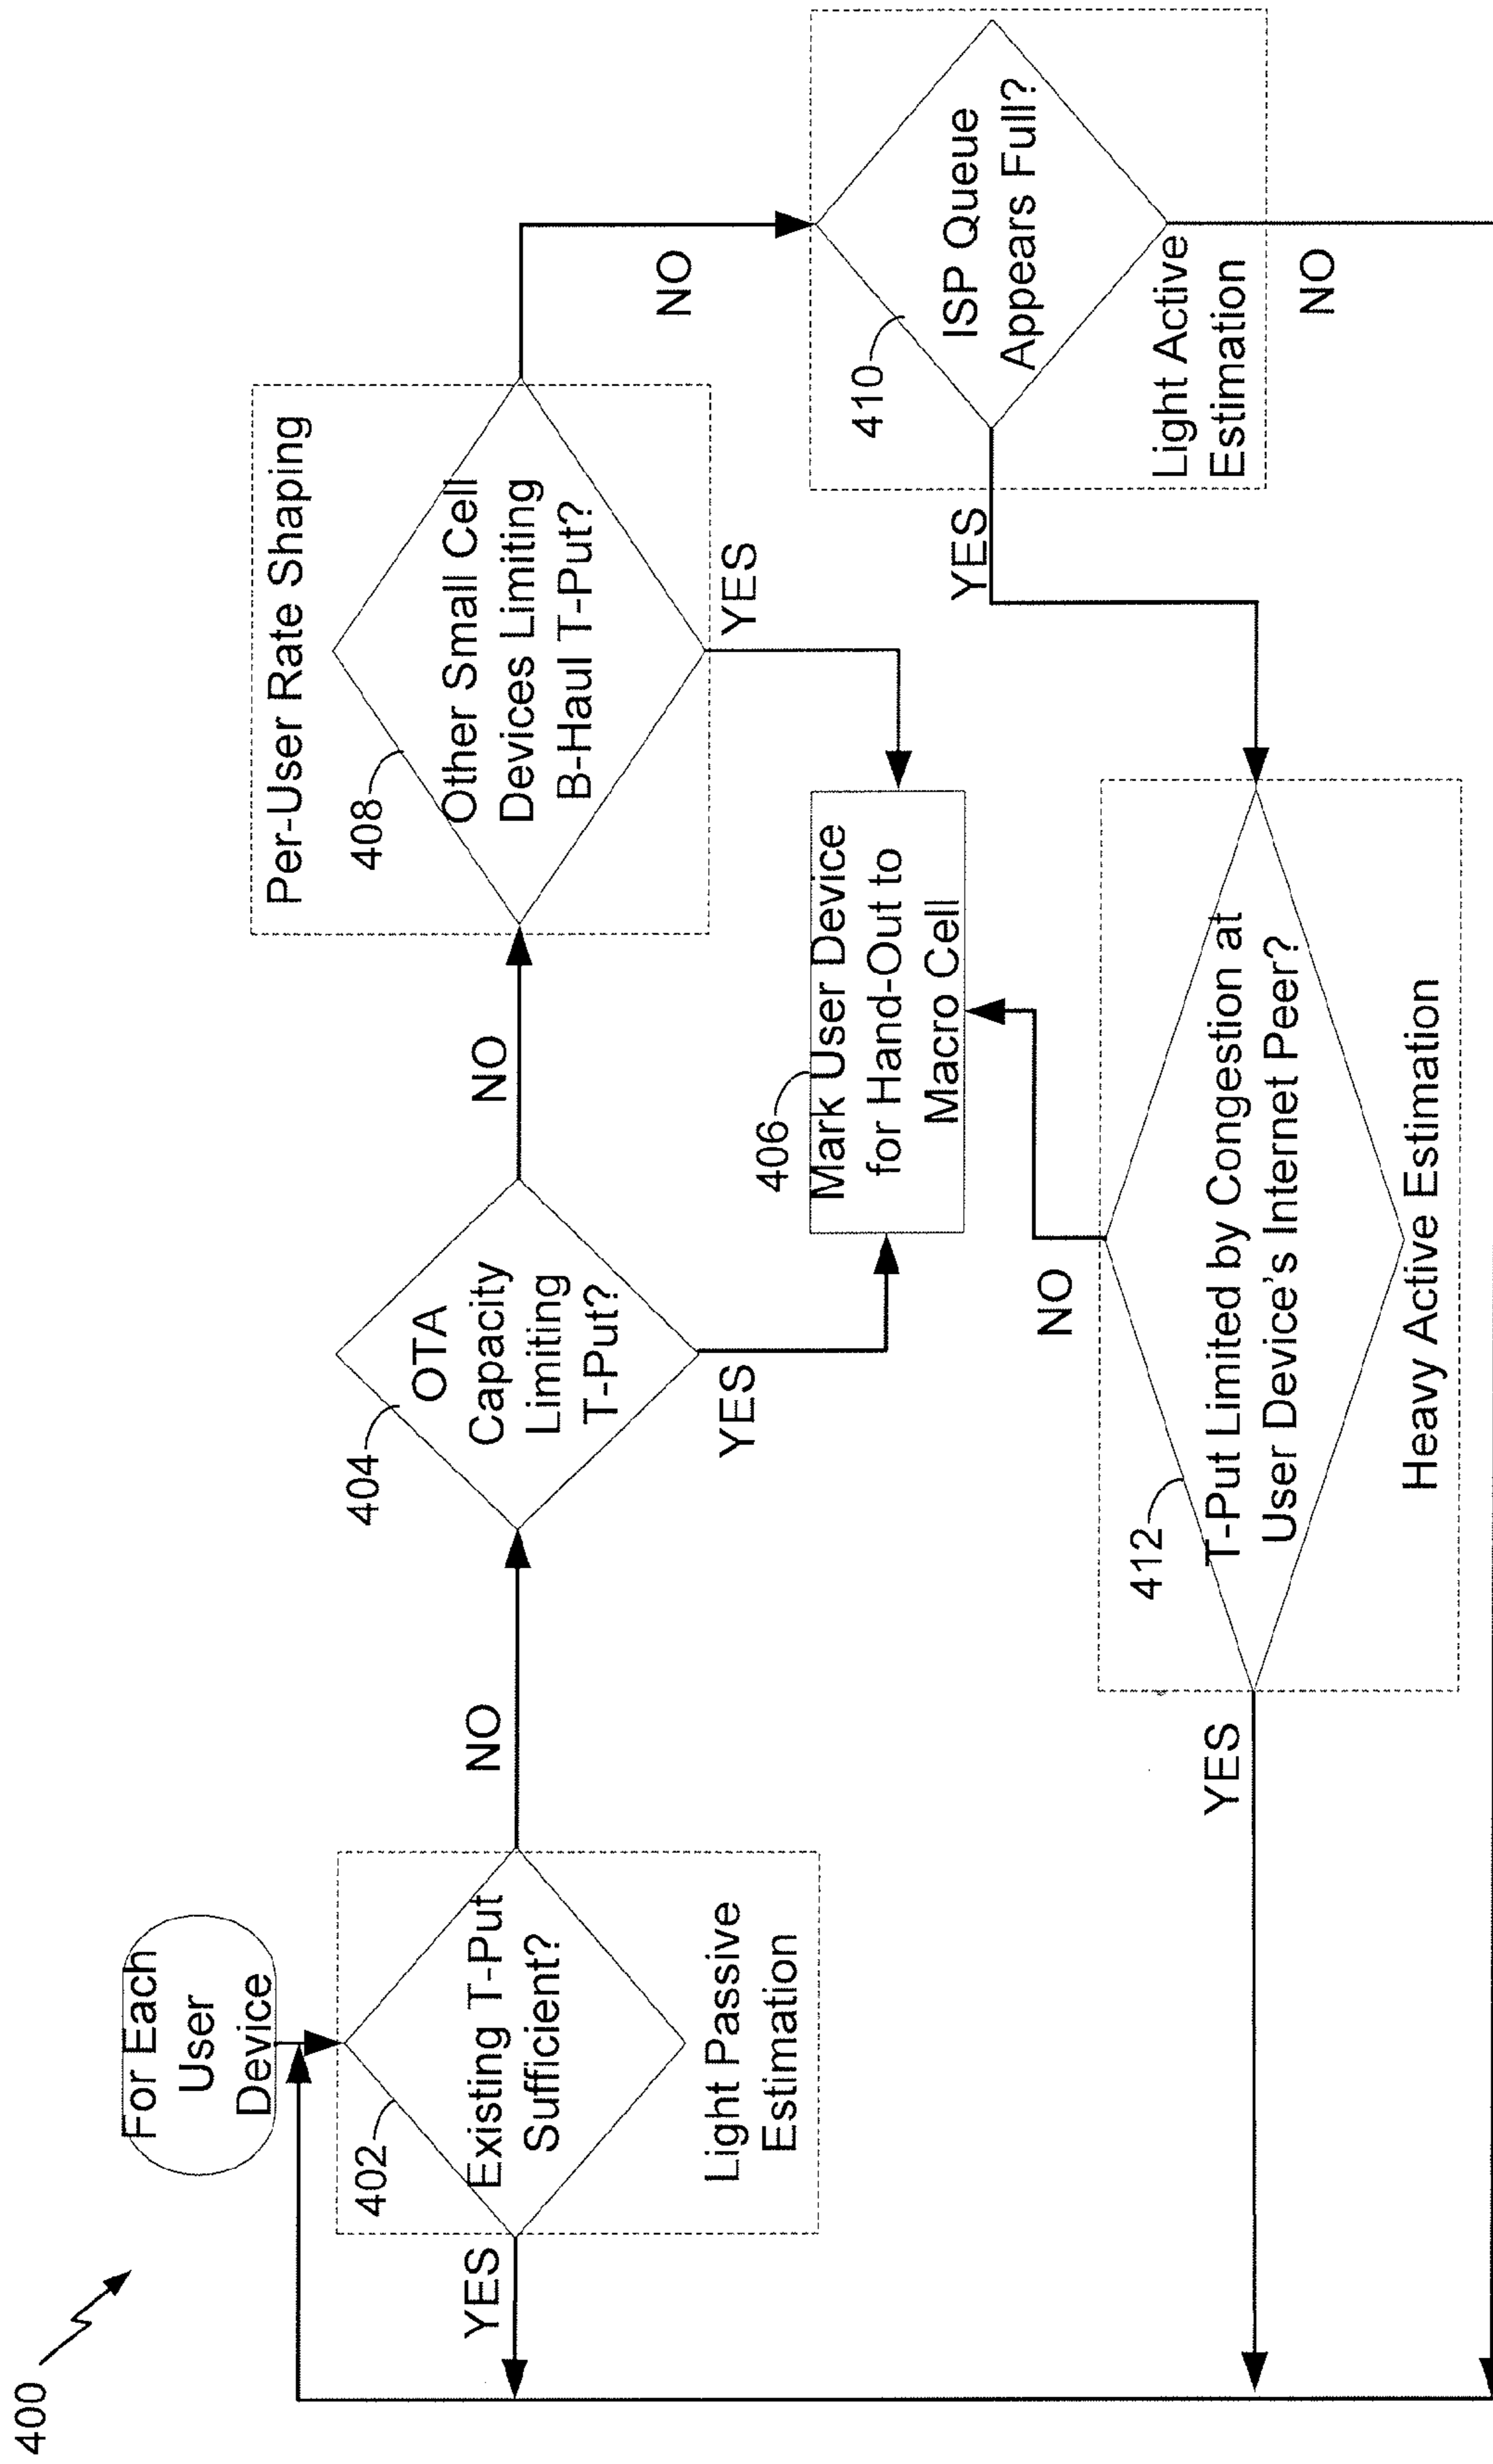 400
For Each
User
Device
402
Existing T-Put
Sufficient?
Light Passive
Estimation
YES
NO
404
OTA
Capacity
Limiting
T-Put?
YES
NO
Per-User Rate Shaping
408
Other Small Cell
Devices Limiting
B-Haul T-Put?
YES
NO
406
Mark User Device
for Hand-Out to
Macro Cell
410
ISP Queue
Appears Full?
Light Active
Estimation
YES
NO
412
T-Put Limited by Congestion at
User Device's Internet Peer?
Heavy Active Estimation
NO
YES